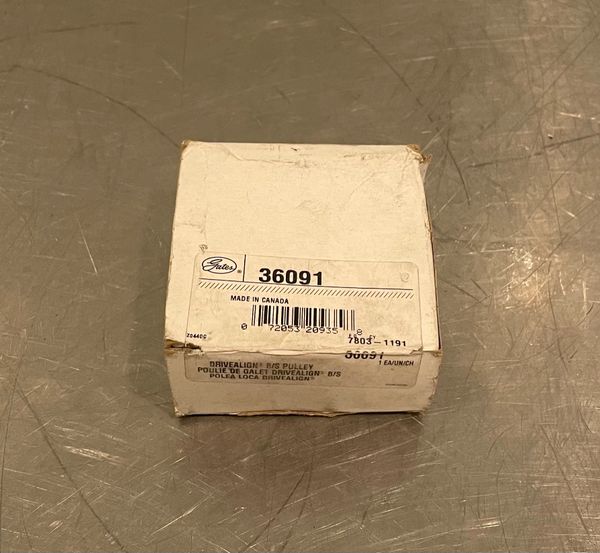 Gates®
36091
MADE IN CANADA
0 72053 20935 8
Z04400
7803-1191
36091
1 EA/UN/CH
DRIVEALIGN® B/S PULLEY
POULIE DE GALET DRIVEALIGN® B/S
POLEA LOCA DRIVEALIGN®